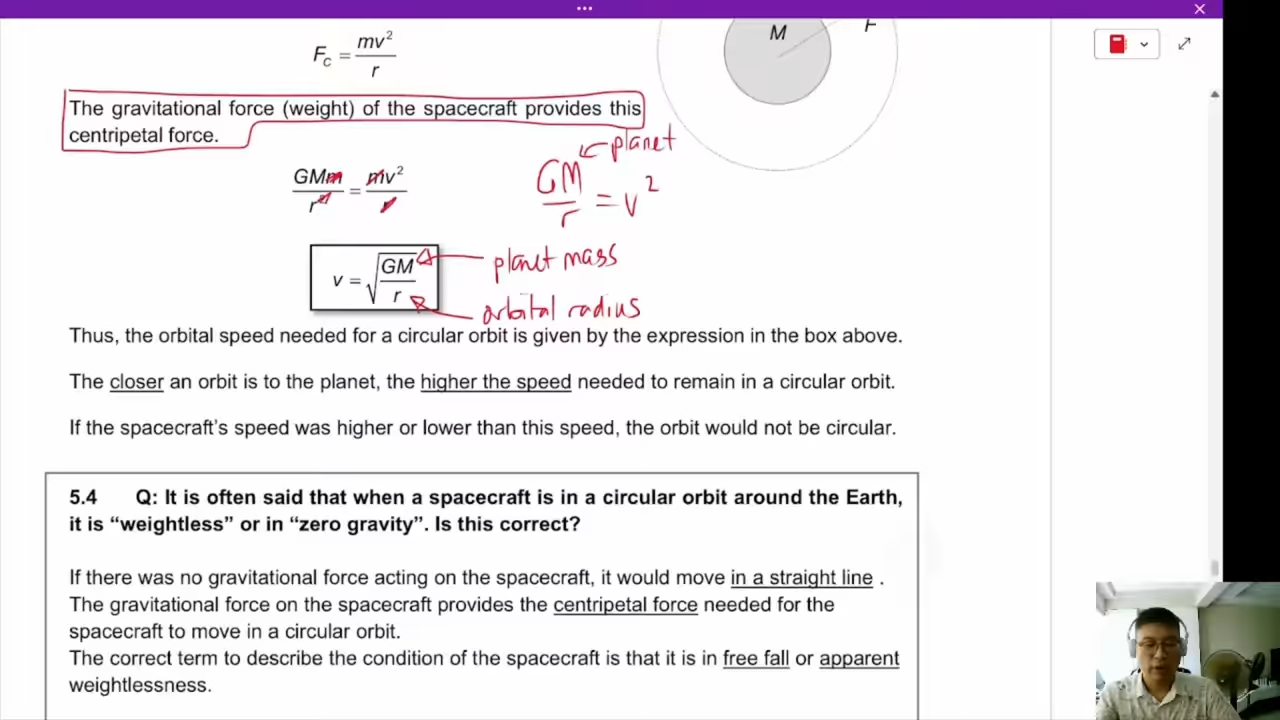 M
F
F_c = mv²/r
The gravitational force (weight) of the spacecraft provides this
centripetal force.
planet
GMm/r² = mv²/r
GM/r = v²
v = √(GM/r)
planet mass
orbital radius
Thus, the orbital speed needed for a circular orbit is given by the expression in the box above.
The closer an orbit is to the planet, the higher the speed needed to remain in a circular orbit.
If the spacecraft's speed was higher or lower than this speed, the orbit would not be circular.
5.4 Q: It is often said that when a spacecraft is in a circular orbit around the Earth,
it is “weightless” or in “zero gravity”. Is this correct?
If there was no gravitational force acting on the spacecraft, it would move in a straight line .
The gravitational force on the spacecraft provides the centripetal force needed for the
spacecraft to move in a circular orbit.
The correct term to describe the condition of the spacecraft is that it is in free fall or apparent
weightlessness.